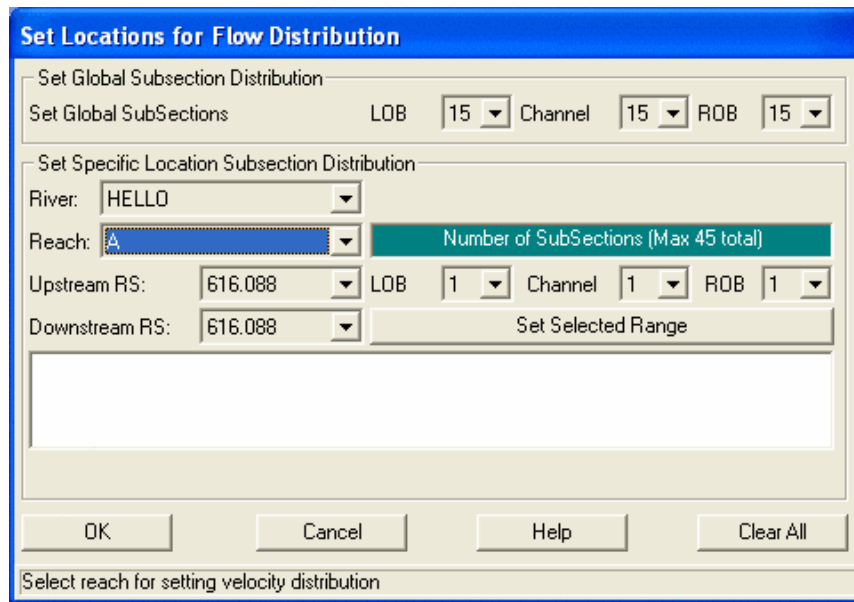 Set Locations for Flow Distribution
Set Global Subsection Distribution
Set Global SubSections LOB 15 Channel 15 ROB 15
Set Specific Location Subsection Distribution
River: HELLO
Reach: A Number of SubSections (Max 45 total)
Upstream RS: 616.088 LOB 1 Channel 1 ROB 1
Downstream RS: 616.088 Set Selected Range
OK Cancel Help Clear All
Select reach for setting velocity distribution